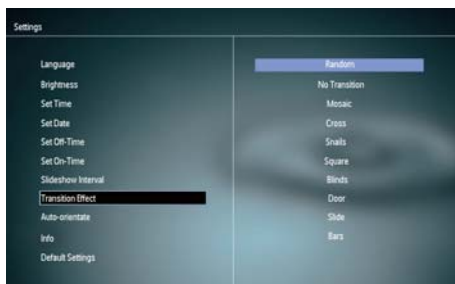 Settings
Language
Brightness
Set Time
Set Date
Set Off-Time
Set On-Time
Slideshow Interval
Transition Effect
Auto-orientate
Info
Default Settings
Random
No Transition
Mosaic
Cross
Snails
Square
Blinds
Door
Slide
Bars